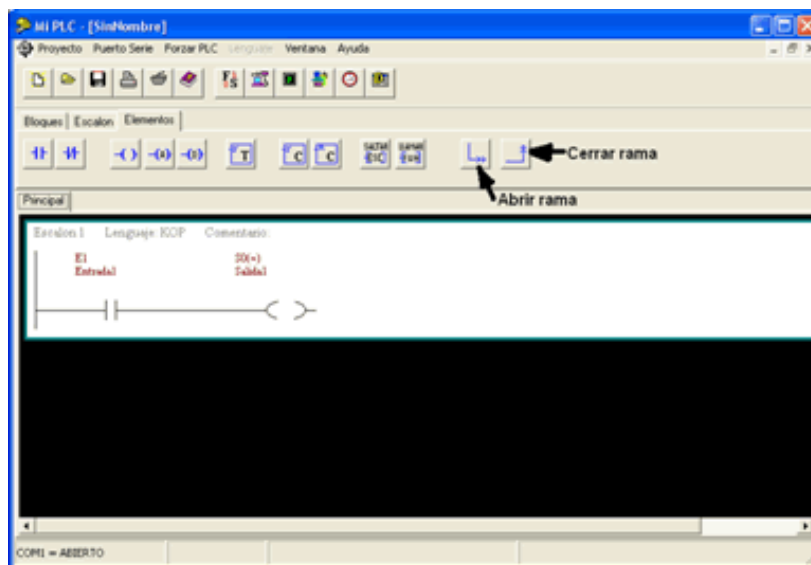 Mi PLC - [SinNombre]
Proyecto Puerto Serie Forzar PLC Lenguaje Ventana Ayuda
Bloques Escalon Elementos
Cerrar rama
Abrir rama
Principal
Escalon 1 Lenguaje: KOP Comentario:
E1 S0(=)
Entrada1 Salida1
COM1 = ABIERTO